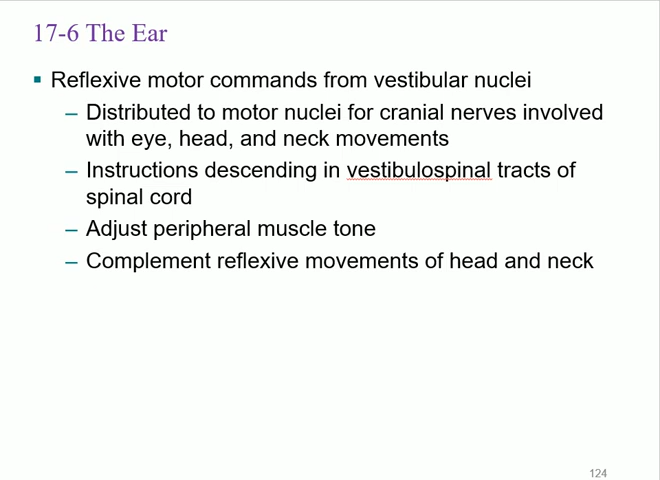 17-6 The Ear
▪ Reflexive motor commands from vestibular nuclei
– Distributed to motor nuclei for cranial nerves involved
with eye, head, and neck movements
– Instructions descending in vestibulospinal tracts of
spinal cord
– Adjust peripheral muscle tone
– Complement reflexive movements of head and neck
124